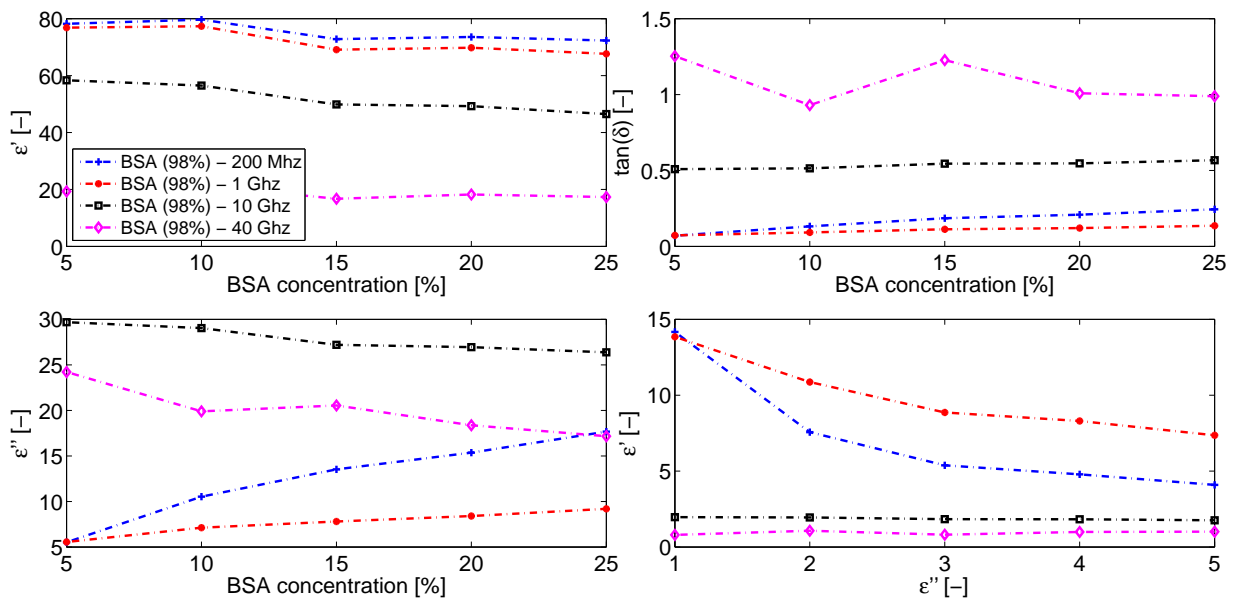 80
60
40
20
0
ε' [−]
BSA (98%) − 200 Mhz
BSA (98%) − 1 Ghz
BSA (98%) − 10 Ghz
BSA (98%) − 40 Ghz
5 10 15 20 25
BSA concentration [%]
1.5
1
0.5
0
tan(δ) [−]
5 10 15 20 25
BSA concentration [%]
30
25
20
15
10
5
ε'' [−]
5 10 15 20 25
BSA concentration [%]
15
10
5
0
ε' [−]
1 2 3 4 5
ε'' [−]